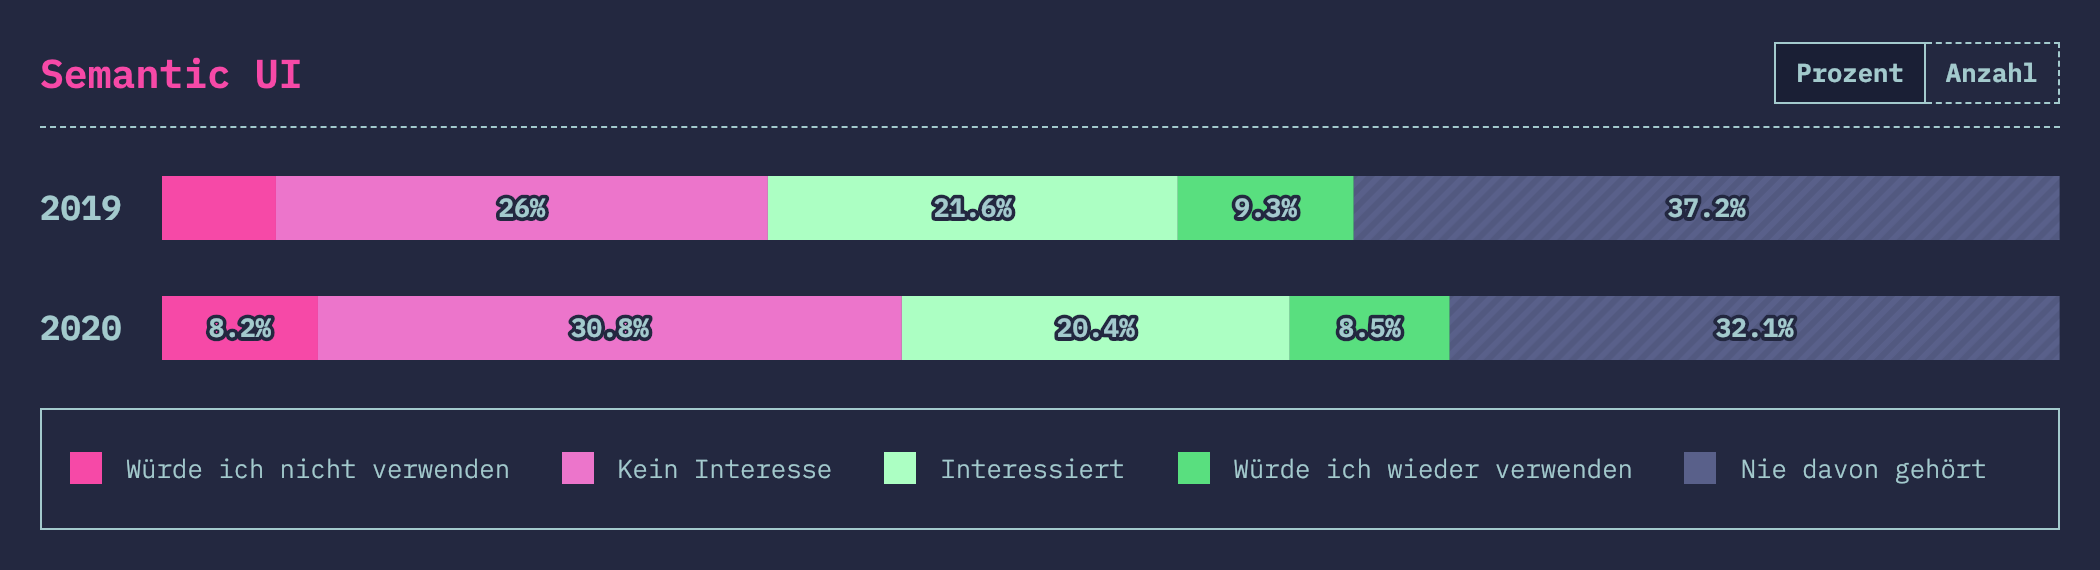 Semantic UI
Prozent Anzahl
2019 26% 21.6% 9.3% 37.2%
2020 8.2% 30.8% 20.4% 8.5% 32.1%
Würde ich nicht verwenden Kein Interesse Interessiert Würde ich wieder verwenden Nie davon gehört